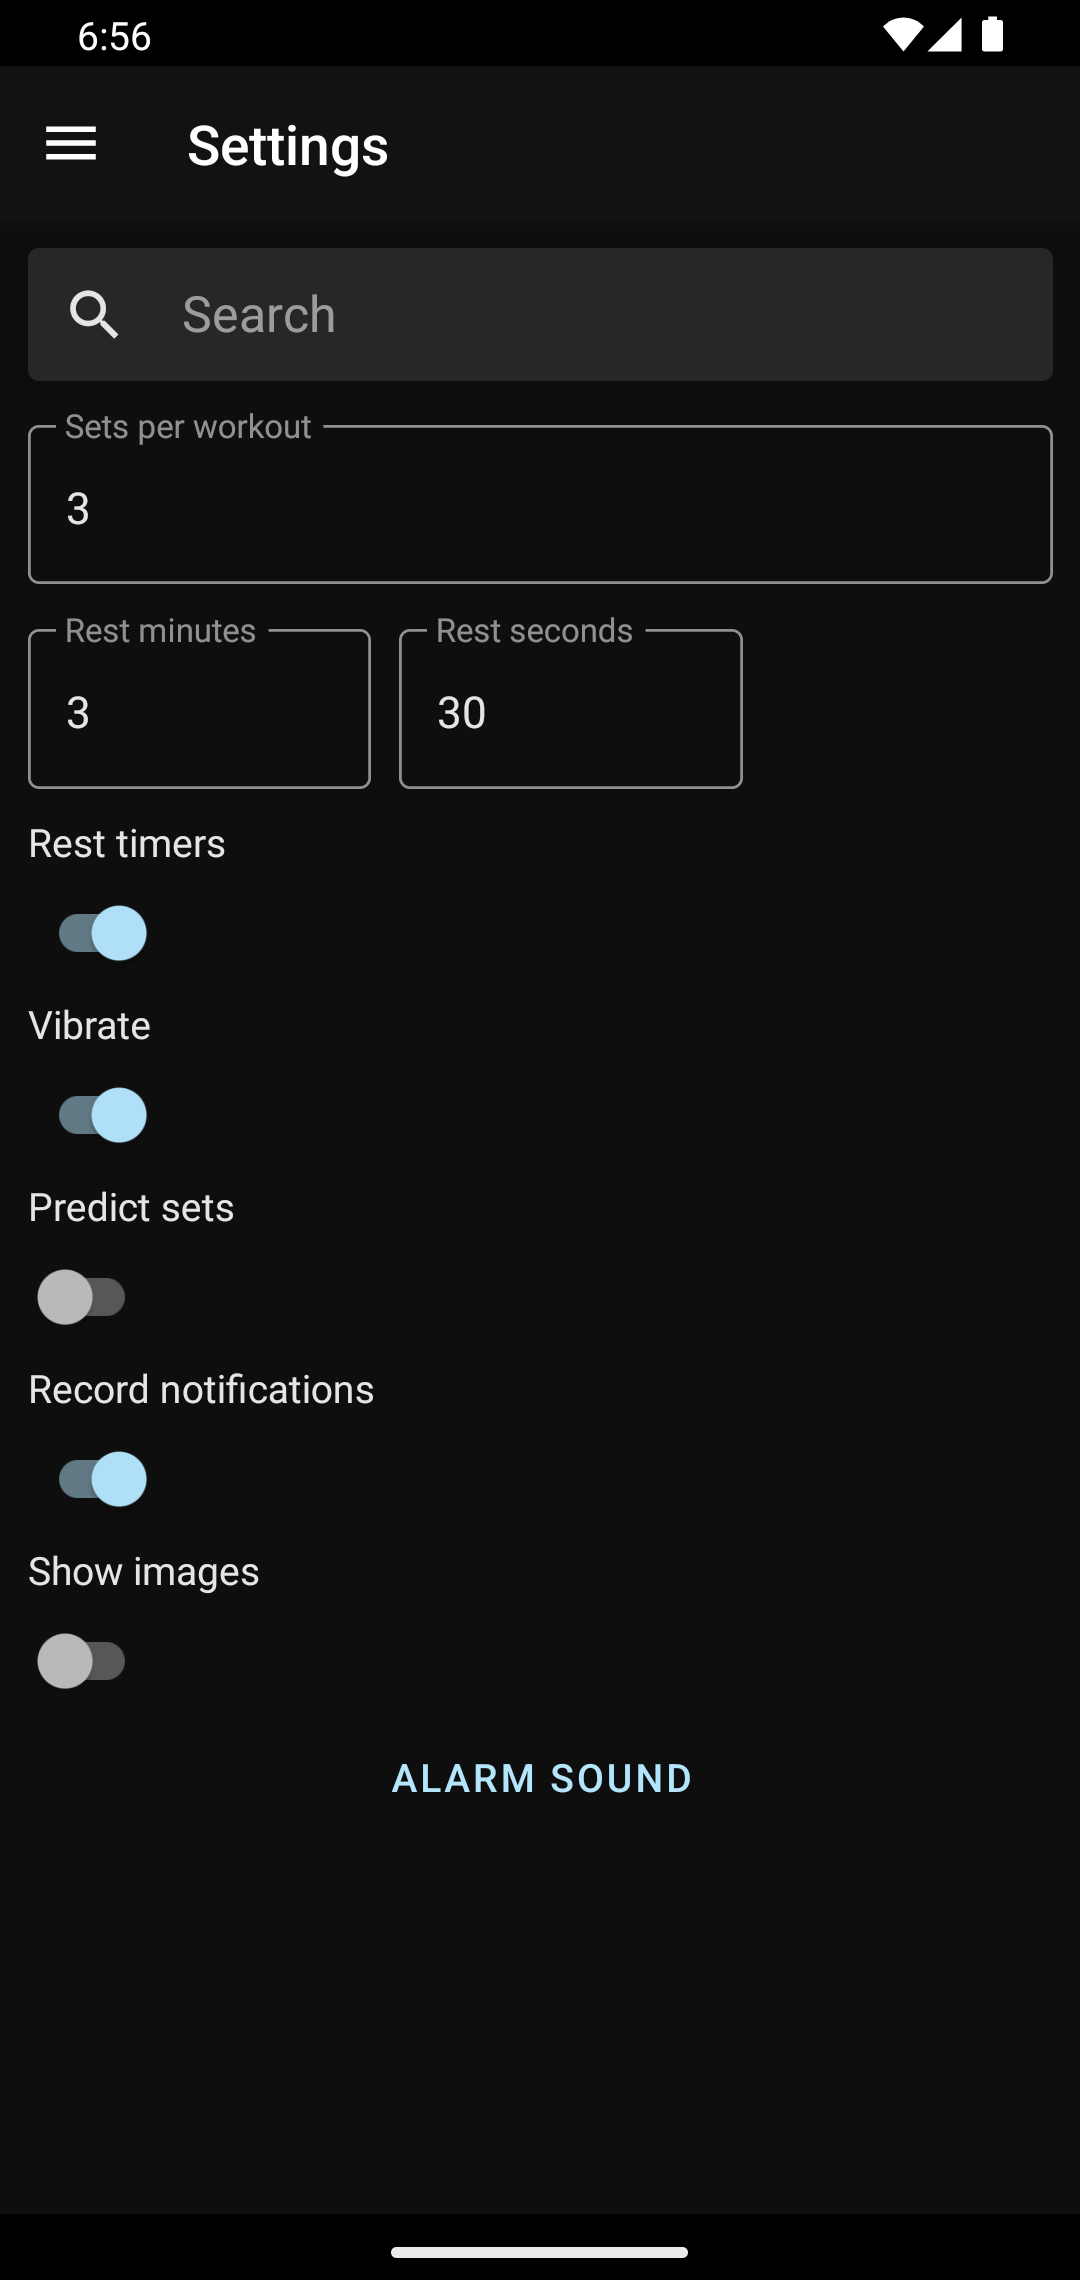 6:56
Settings
Search
Sets per workout
3
Rest minutes
Rest seconds
3
30
Rest timers
Vibrate
Predict sets
Record notifications
Show images
ALARM SOUND